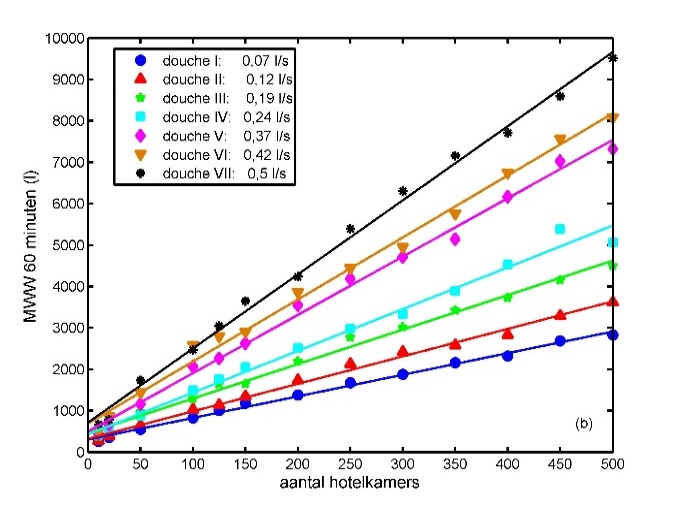 10000
9000
8000
7000
6000
5000
4000
3000
2000
1000
0
MWW 60 minuten (l)
douche I: 0,07 l/s
douche II: 0,12 l/s
douche III: 0,19 l/s
douche IV: 0,24 l/s
douche V: 0,37 l/s
douche VI: 0,42 l/s
douche VII: 0,5 l/s
(b)
0 50 100 150 200 250 300 350 400 450 500
aantal hotelkamers